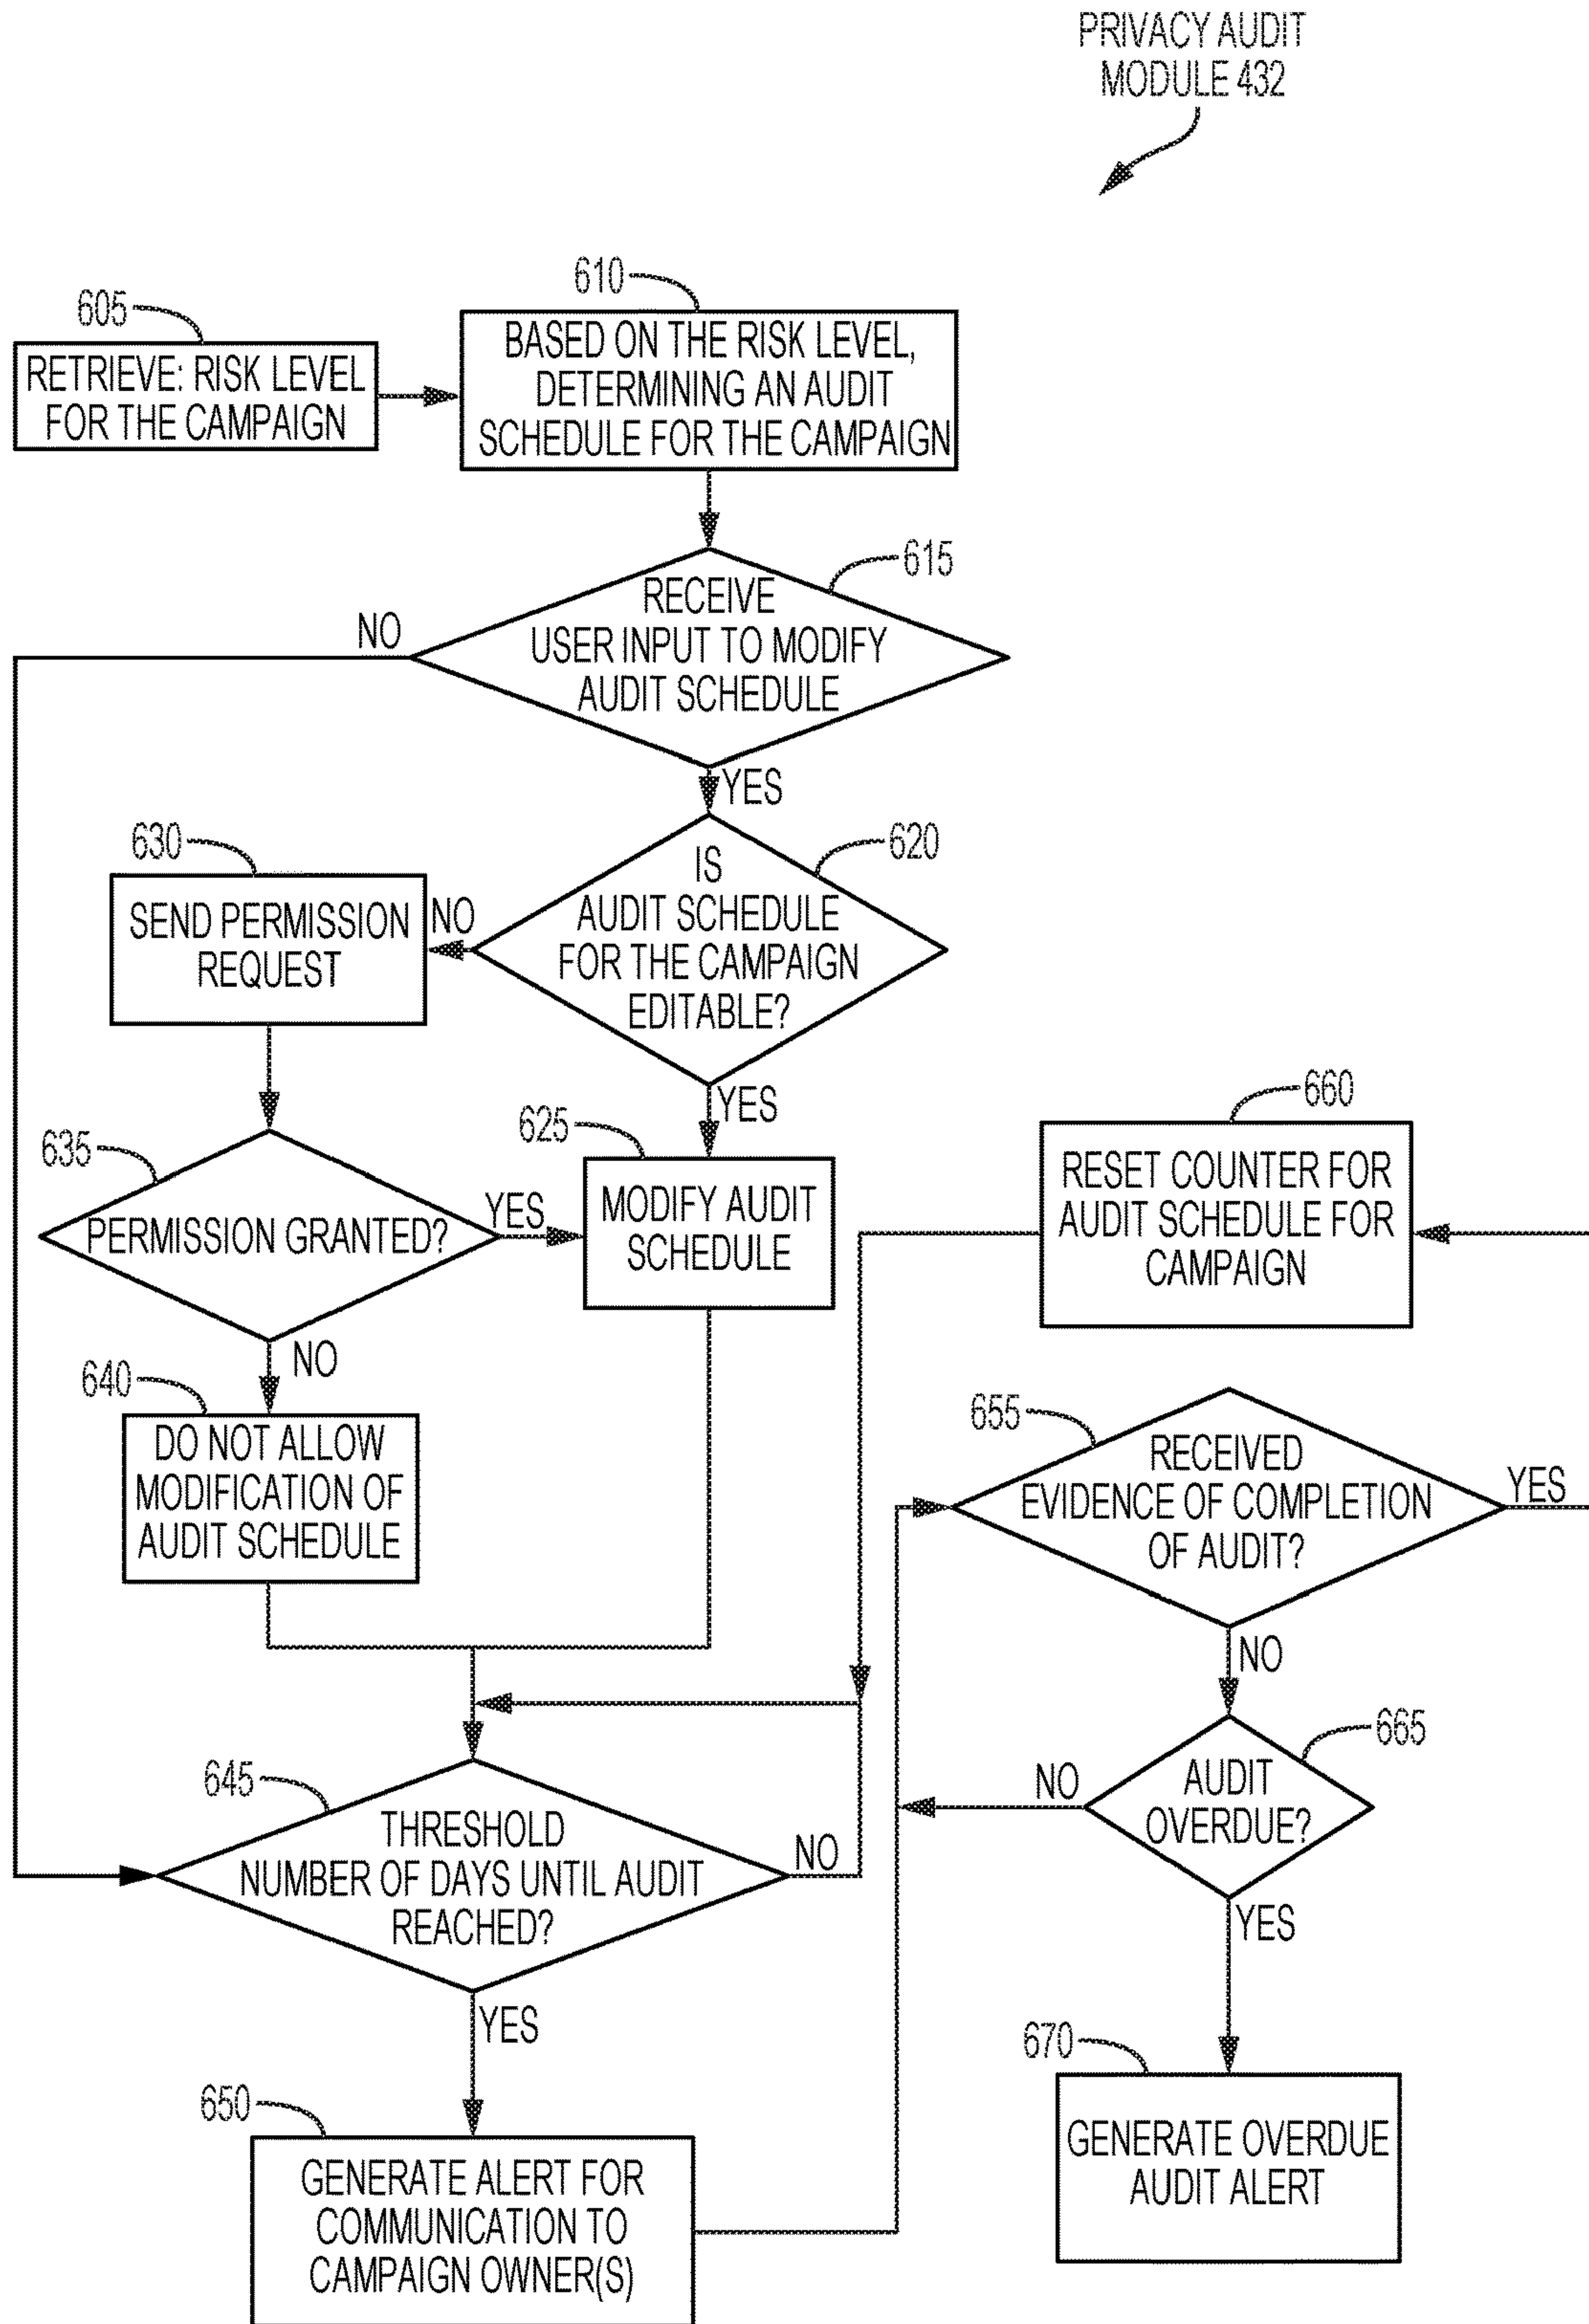 PRIVACY AUDIT
MODULE 432
605
RETRIEVE: RISK LEVEL
FOR THE CAMPAIGN
610
BASED ON THE RISK LEVEL,
DETERMINING AN AUDIT
SCHEDULE FOR THE CAMPAIGN
615
RECEIVE
USER INPUT TO MODIFY
AUDIT SCHEDULE
NO
YES
620
IS
AUDIT SCHEDULE
FOR THE CAMPAIGN
EDITABLE?
NO
YES
630
SEND PERMISSION
REQUEST
635
PERMISSION GRANTED?
YES
NO
625
MODIFY AUDIT
SCHEDULE
640
DO NOT ALLOW
MODIFICATION OF
AUDIT SCHEDULE
645
THRESHOLD
NUMBER OF DAYS UNTIL AUDIT
REACHED?
NO
YES
650
GENERATE ALERT FOR
COMMUNICATION TO
CAMPAIGN OWNER(S)
660
RESET COUNTER FOR
AUDIT SCHEDULE FOR
CAMPAIGN
655
RECEIVED
EVIDENCE OF COMPLETION
OF AUDIT?
YES
NO
665
AUDIT
OVERDUE?
NO
YES
670
GENERATE OVERDUE
AUDIT ALERT